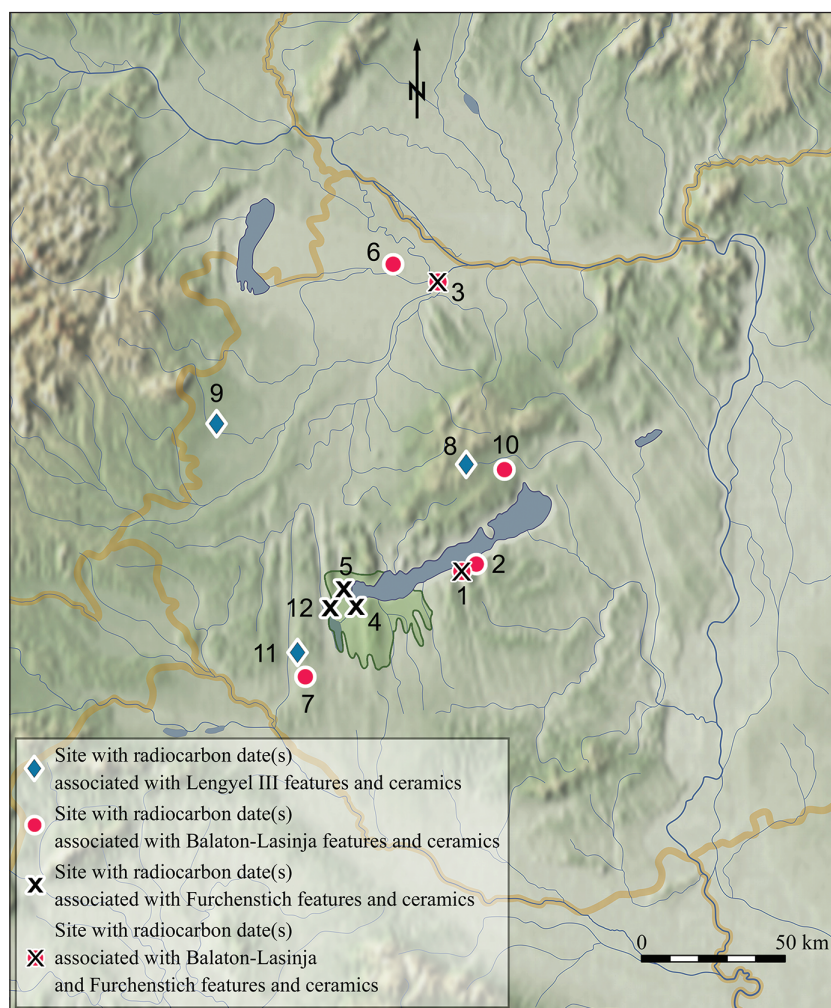 N
6
3
9
8
10
5
2
1
12
4
11
7
Site with radiocarbon date(s)
associated with Lengyel III features and ceramics
Site with radiocarbon date(s)
associated with Balaton-Lasinja features and ceramics
Site with radiocarbon date(s)
associated with Furchenstich features and ceramics
Site with radiocarbon date(s)
associated with Balaton-Lasinja
and Furchenstich features and ceramics
0 50 km